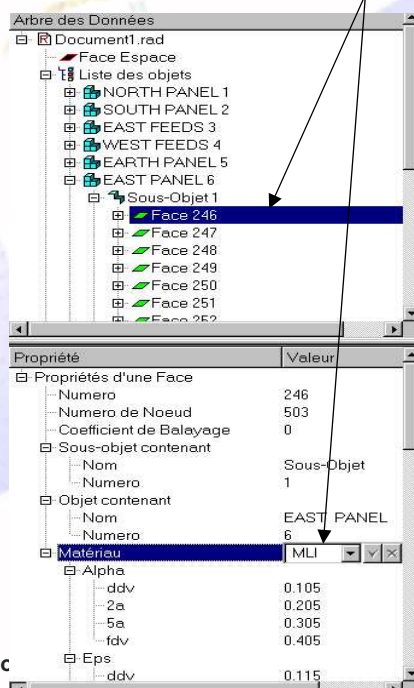 Arbre des Données
Document1.rad
Face Espace
Liste des objets
NORTH PANEL 1
SOUTH PANEL 2
EAST FEEDS 3
WEST FEEDS 4
EARTH PANEL 5
EAST PANEL 6
Sous-Objet 1
Face 246
Face 247
Face 248
Face 249
Face 250
Face 251
Face 252
Propriété Valeur
Propriétés d'une Face
Numero 246
Numero de Noeud 503
Coefficient de Balayage 0
Sous-objet contenant
Nom Sous-Objet
Numero 1
Objet contenant
Nom EAST PANEL
Numero 6
Matériau MLI
Alpha
ddv 0.105
2a 0.205
5a 0.305
fdv 0.405
Eps
ddv 0.115